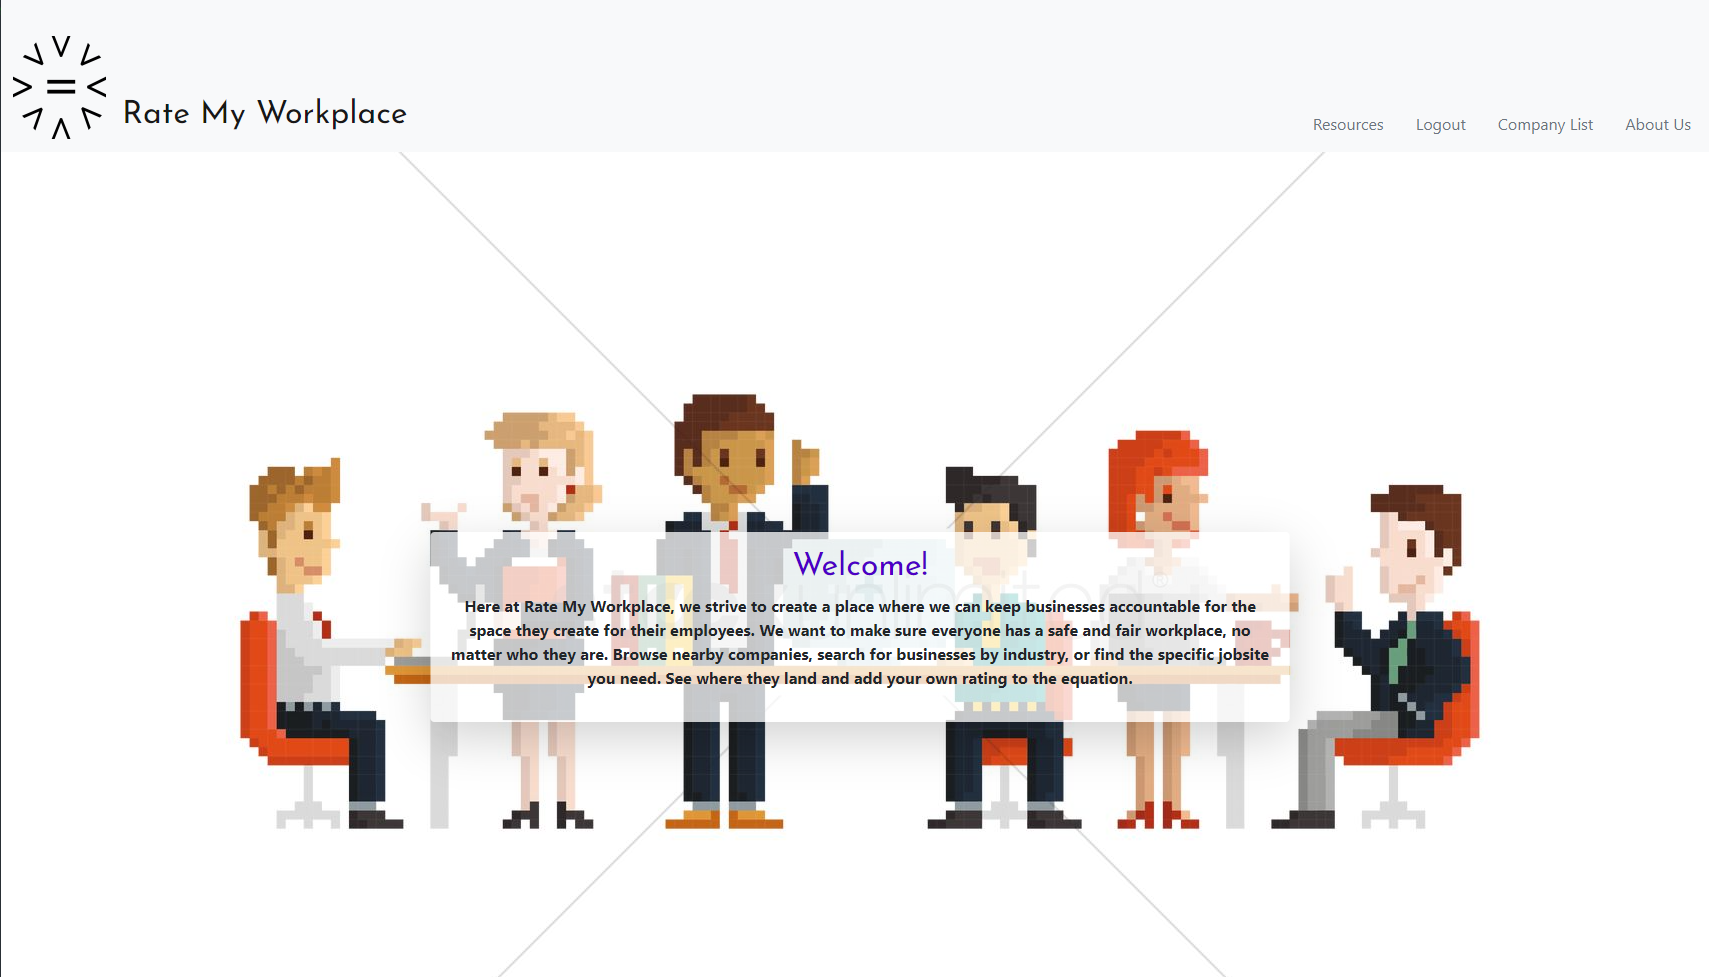 Rate My Workplace
Resources Logout Company List About Us
Welcome!
Here at Rate My Workplace, we strive to create a place where we can keep businesses accountable for the
space they create for their employees. We want to make sure everyone has a safe and fair workplace, no
matter who they are. Browse nearby companies, search for businesses by industry, or find the specific jobsite
you need. See where they land and add your own rating to the equation.